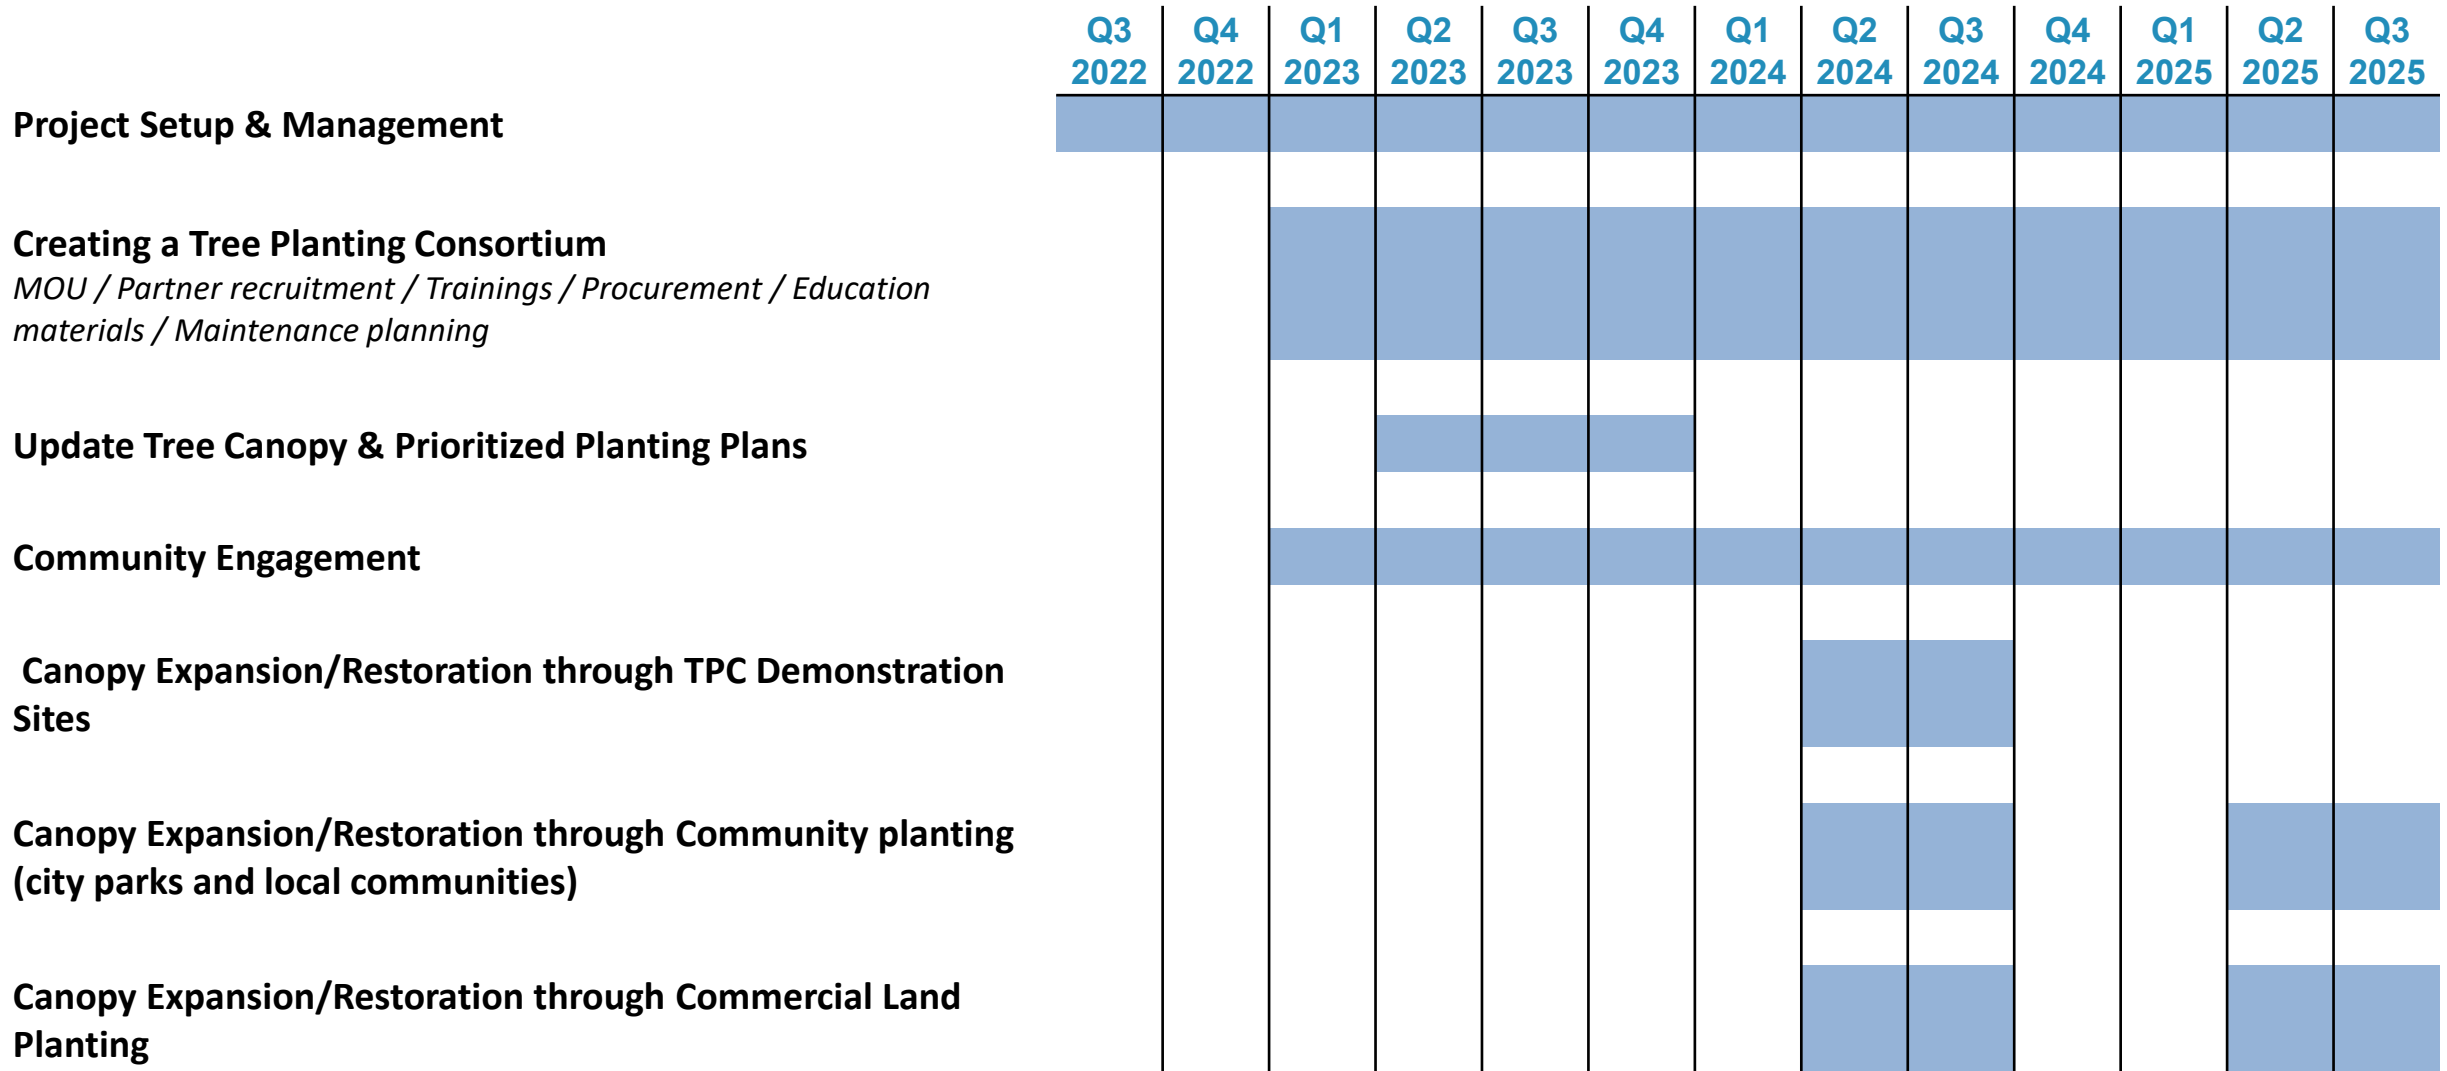 Q3 Q4 Q1 Q2 Q3 Q4 Q1 Q2 Q3 Q4 Q1 Q2 Q3
2022 2022 2023 2023 2023 2023 2024 2024 2024 2024 2025 2025 2025
Project Setup & Management
Creating a Tree Planting Consortium
MOU / Partner recruitment / Trainings / Procurement / Education
materials / Maintenance planning
Update Tree Canopy & Prioritized Planting Plans
Community Engagement
Canopy Expansion/Restoration through TPC Demonstration
Sites
Canopy Expansion/Restoration through Community planting
(city parks and local communities)
Canopy Expansion/Restoration through Commercial Land
Planting